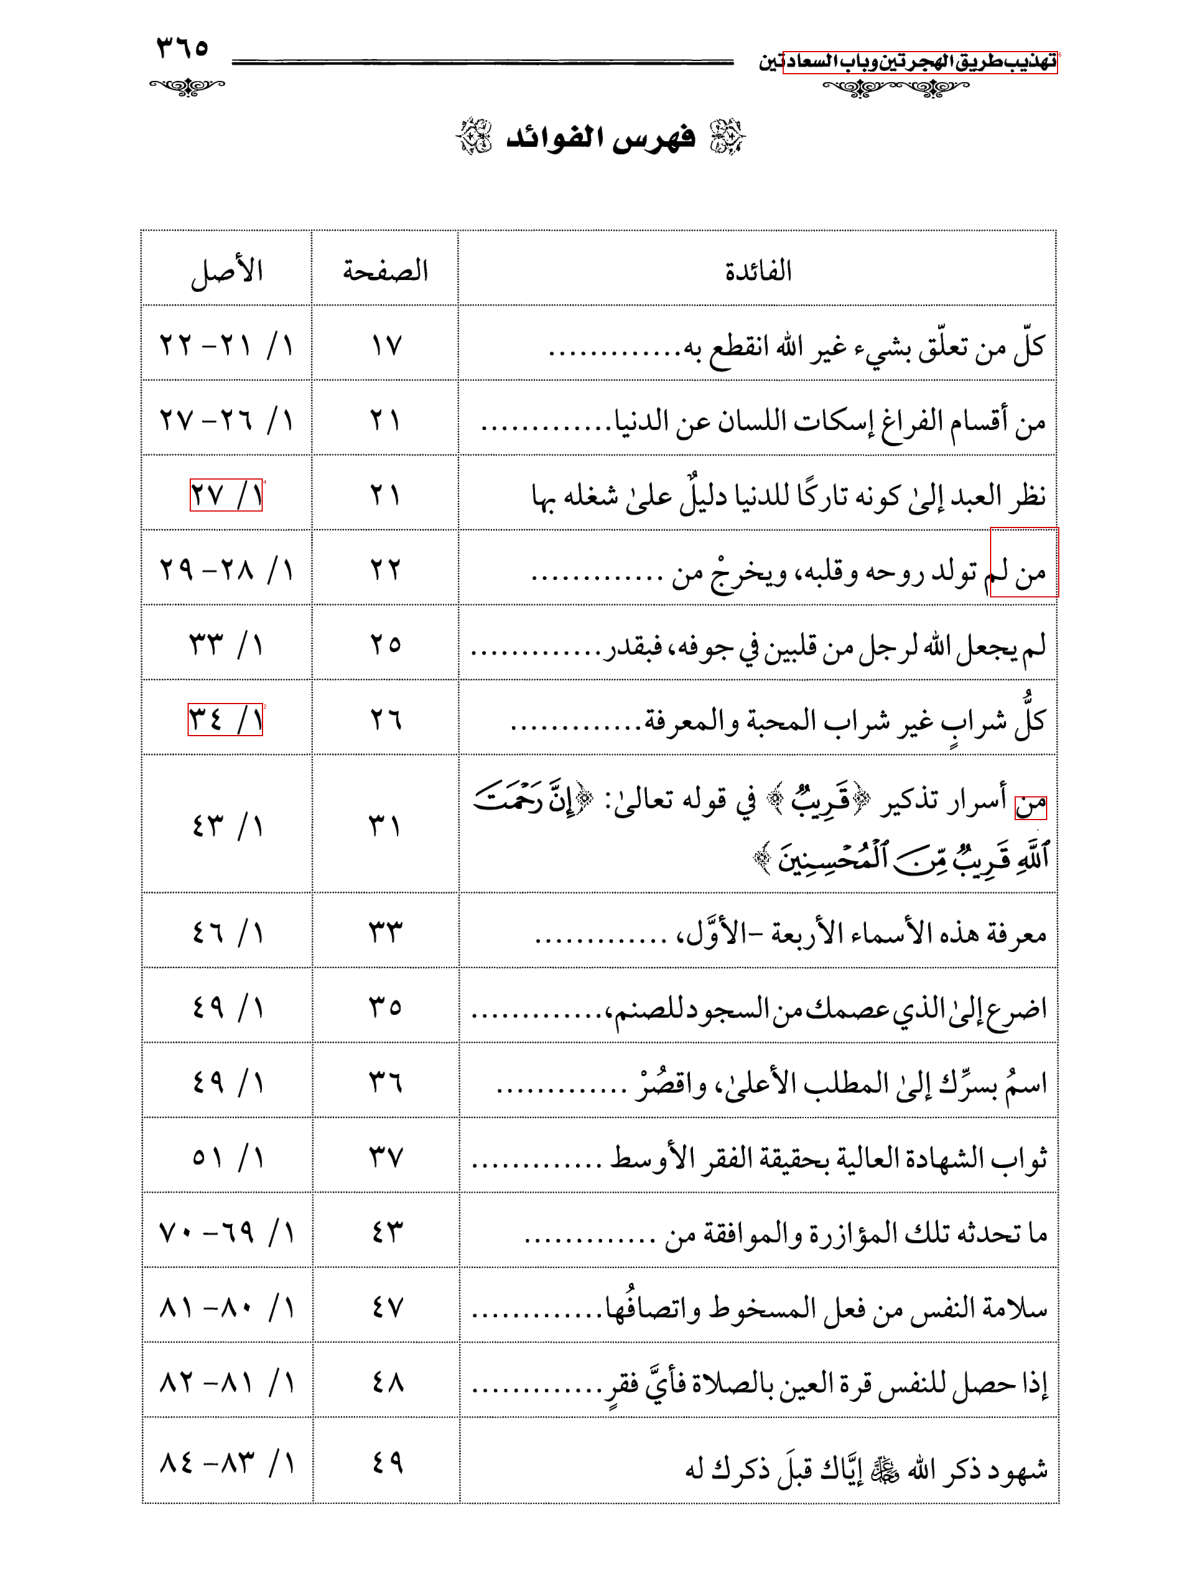 تهذيب طريق الهجرتين وباب السعادتين
٣٦٥
فهرس الفوائد
الفائدة الصفحة الأصل
كلّ من تعلّق بشيء غير الله انقطع به............. ١٧ ١/ ٢١-٢٢
من أقسام الفراغ إسكات اللسان عن الدنيا............. ٢١ ١/ ٢٦-٢٧
نظر العبد إلىٰ كونه تاركًا للدنيا دليلٌ علىٰ شغله بها ٢١ ١/ ٢٧
من لم تولد روحه وقلبه، ويخرجْ من ............. ٢٢ ١/ ٢٨-٢٩
لم يجعل الله لرجل من قلبين في جوفه، فبقدر............. ٢٥ ١/ ٣٣
كلُّ شرابٍ غير شراب المحبة والمعرفة............. ٢٦ ١/ ٣٤
من أسرار تذكير ﴿قَرِيبٌ﴾ في قوله تعالىٰ: ﴿إِنَّ رَحْمَتَ
ٱللَّهِ قَرِيبٌ مِّنَ ٱلْمُحْسِنِينَ﴾ ٣١ ١/ ٤٣
معرفة هذه الأسماء الأربعة -الأوَّل، ............. ٣٣ ١/ ٤٦
اضرع إلىٰ الذي عصمك من السجود للصنم،............. ٣٥ ١/ ٤٩
اسمُ بسرِّك إلىٰ المطلب الأعلىٰ، واقصُرْ ............. ٣٦ ١/ ٤٩
ثواب الشهادة العالية بحقيقة الفقر الأوسط ............. ٣٧ ١/ ٥١
ما تحدثه تلك المؤازرة والموافقة من ............. ٤٣ ١/ ٦٩-٧٠
سلامة النفس من فعل المسخوط واتصافُها............. ٤٧ ١/ ٨٠-٨١
إذا حصل للنفس قرة العين بالصلاة فأيَّ فقرٍ............. ٤٨ ١/ ٨١-٨٢
شهود ذكر الله ﷻ إيَّاك قبلَ ذكرك له ٤٩ ١/ ٨٣-٨٤